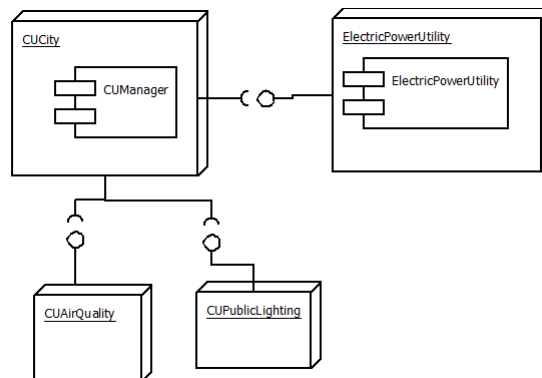 CUCity
CUManager
ElectricPowerUtility
ElectricPowerUtility
CUAirQuality
CUPublicLighting